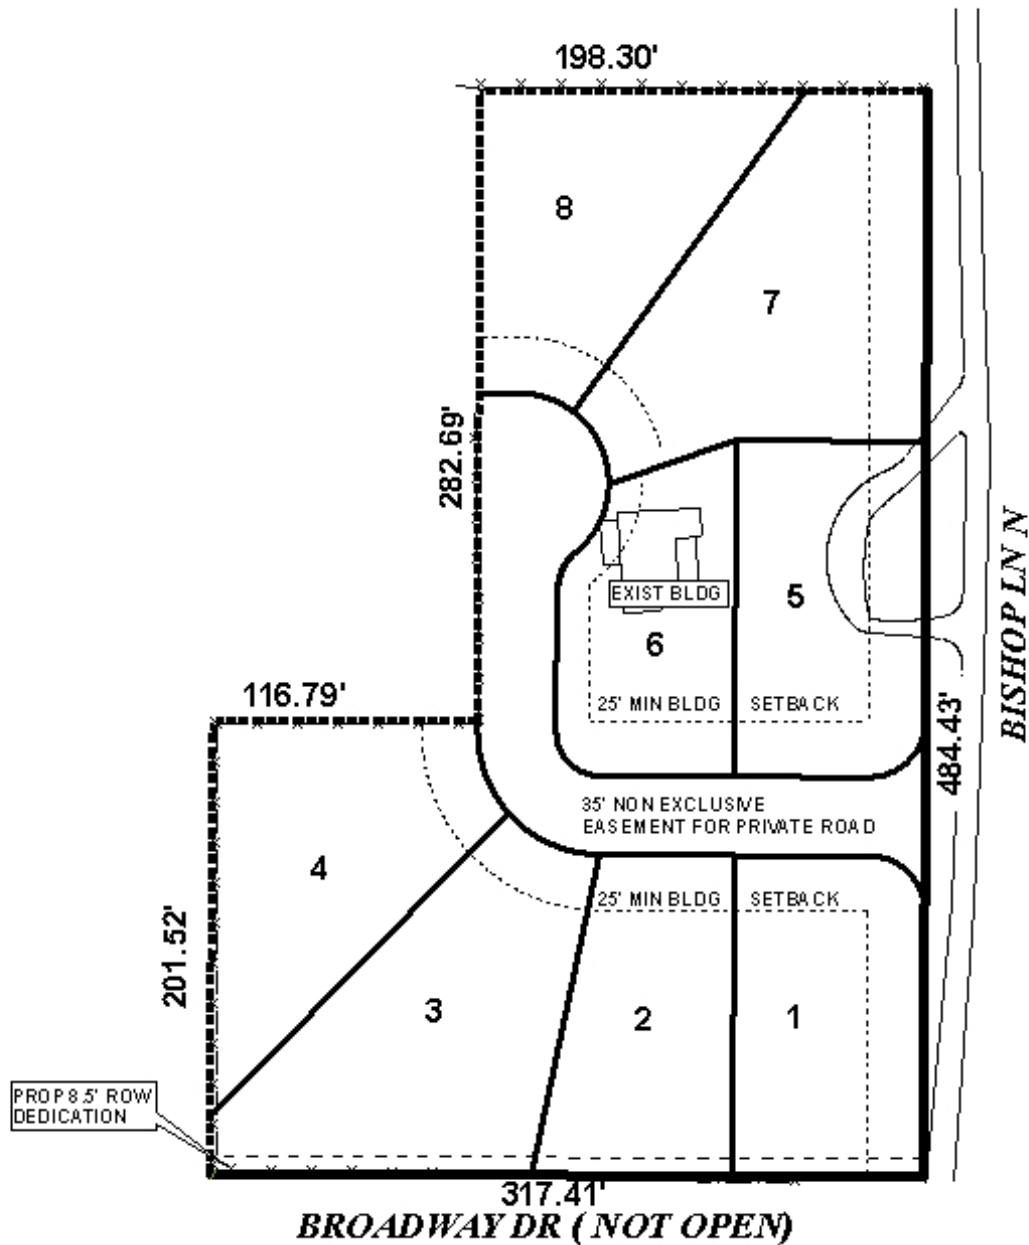 198.30'
8
7
282.69'
EXIST BLDG
5
6
BISHOP LN N
116.79'
25' MIN BLDG SETBACK
484.43'
35' NON EXCLUSIVE
EASEMENT FOR PRIVATE ROAD
4
25' MIN BLDG SETBACK
201.52'
3
2
1
PROP 8.5' ROW
DEDICATION
317.41'
BROADWAY DR ( NOT OPEN)